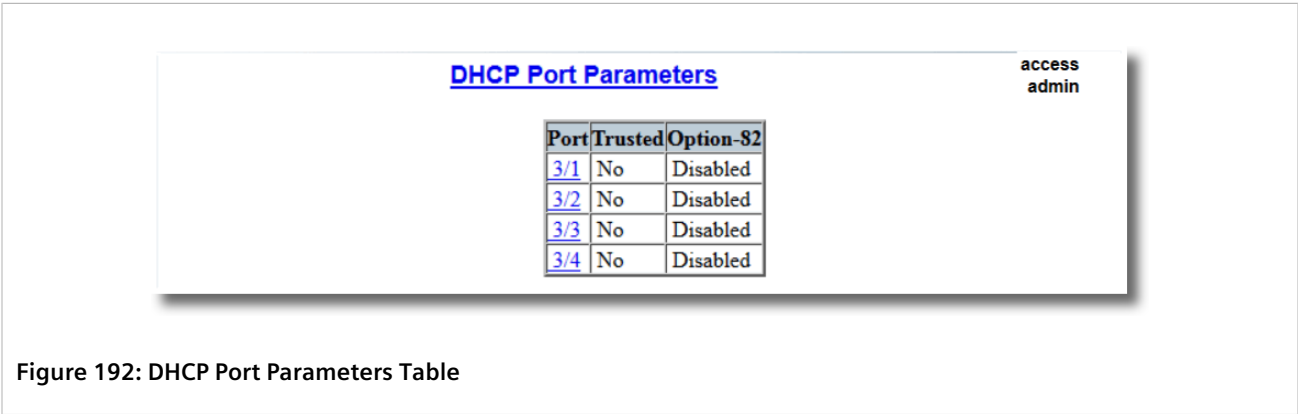 DHCP Port Parameters
access
admin
Port Trusted Option-82
3/1 No Disabled
3/2 No Disabled
3/3 No Disabled
3/4 No Disabled
Figure 192: DHCP Port Parameters Table